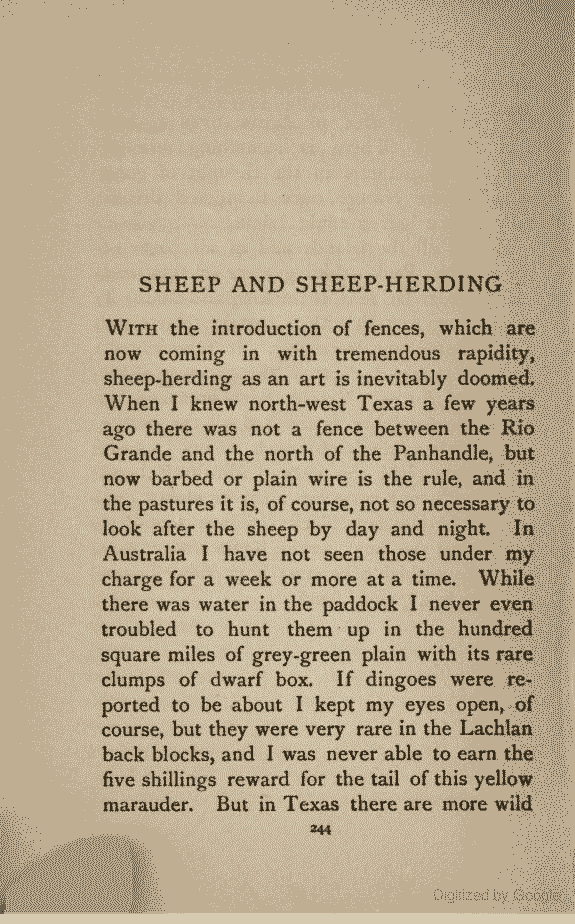 SHEEP AND SHEEP-HERDING
WITH the introduction of fences, which are
now coming in with tremendous rapidity,
sheep-herding as an art is inevitably doomed.
When I knew north-west Texas a few years
ago there was not a fence between the Rio
Grande and the north of the Panhandle, but
now barbed or plain wire is the rule, and in
the pastures it is, of course, not so necessary to
look after the sheep by day and night. In
Australia I have not seen those under my
charge for a week or more at a time. While
there was water in the paddock I never even
troubled to hunt them up in the hundred
square miles of grey-green plain with its rare
clumps of dwarf box. If dingoes were re-
ported to be about I kept my eyes open, of
course, but they were very rare in the Lachlan
back blocks, and I was never able to earn the
five shillings reward for the tail of this yellow
marauder. But in Texas there are more wild
244
Digitized by Google